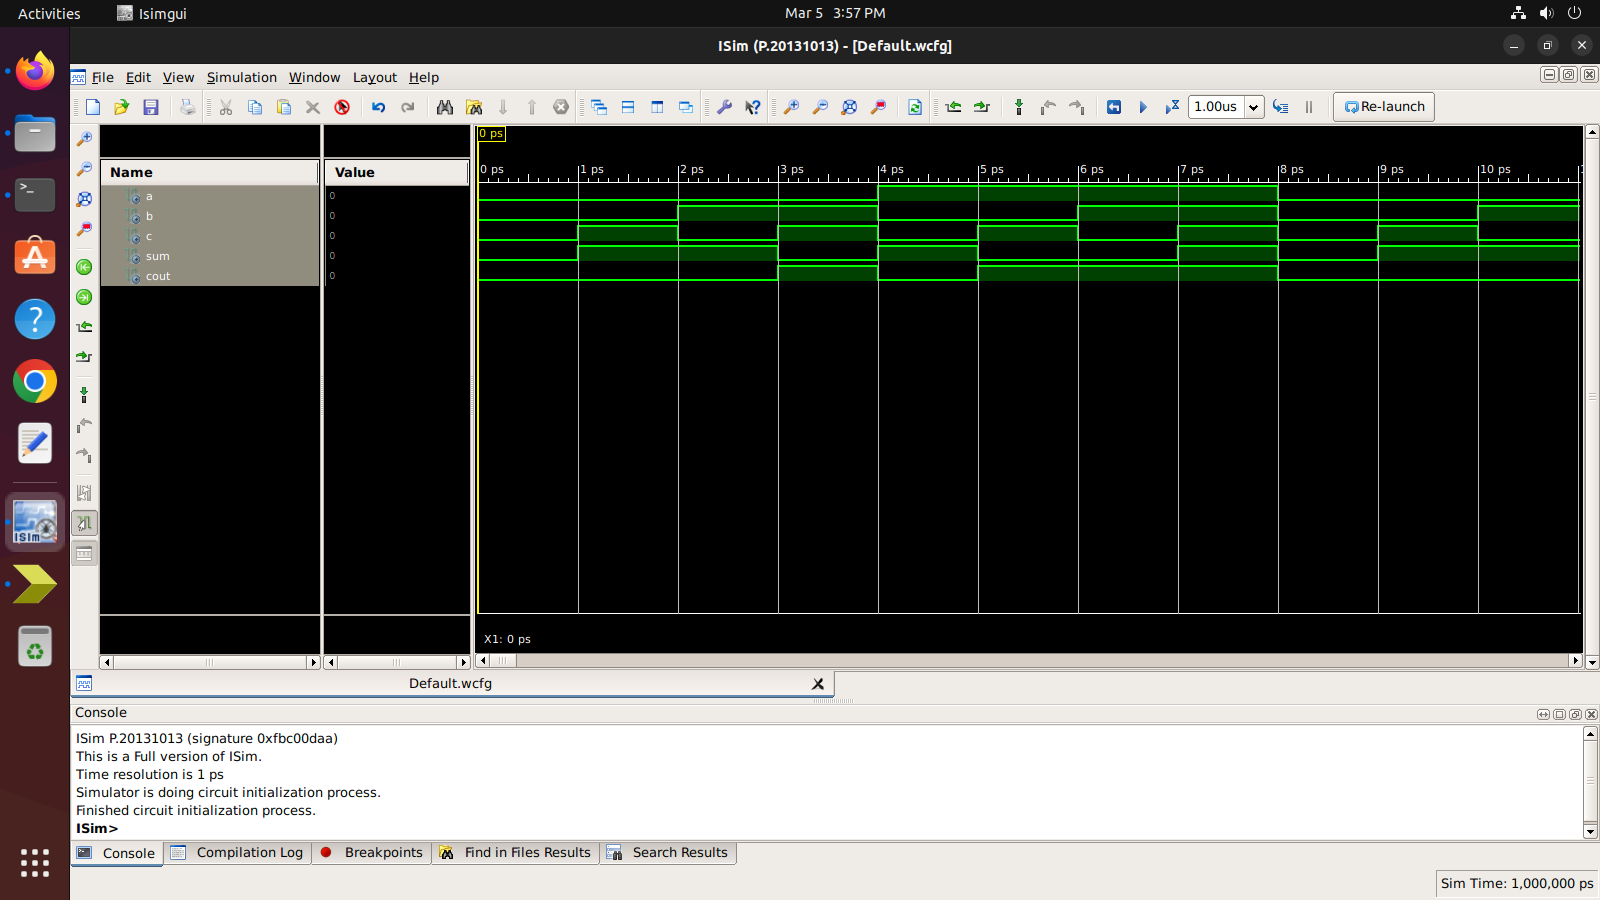 Activities
Isimgui
Mar 5 3:57 PM
ISim (P.20131013) - [Default.wcfg]
File Edit View Simulation Window Layout Help
1.00us
Re-launch
0 ps
Name
Value
0 ps 1 ps 2 ps 3 ps 4 ps 5 ps 6 ps 7 ps 8 ps 9 ps 10 ps
a 0
b 0
c 0
sum 0
cout 0
ISim
X1: 0 ps
Default.wcfg
Console
ISim P.20131013 (signature 0xfbc00daa)
This is a Full version of ISim.
Time resolution is 1 ps
Simulator is doing circuit initialization process.
Finished circuit initialization process.
ISim>
Console
Compilation Log
Breakpoints
Find in Files Results
Search Results
Sim Time: 1,000,000 ps